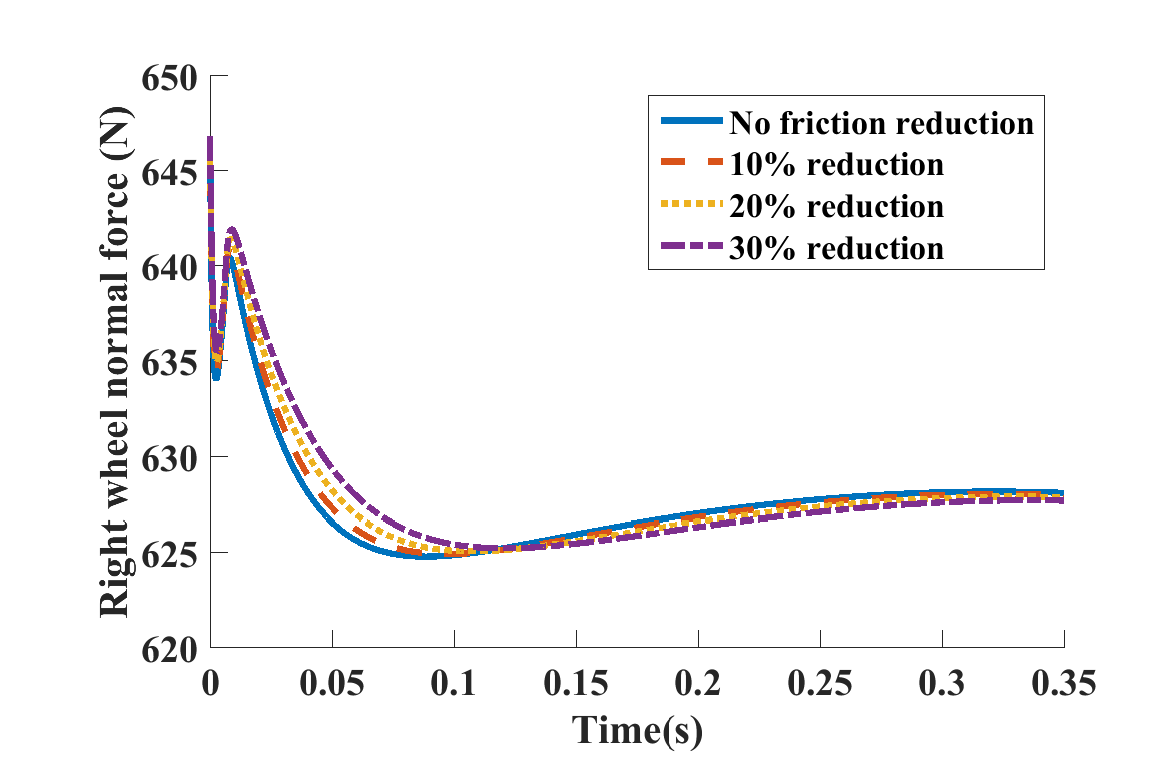 Right wheel normal force (N)
650
645
640
635
630
625
620
No friction reduction
10% reduction
20% reduction
30% reduction
0 0.05 0.1 0.15 0.2 0.25 0.3 0.35
Time(s)